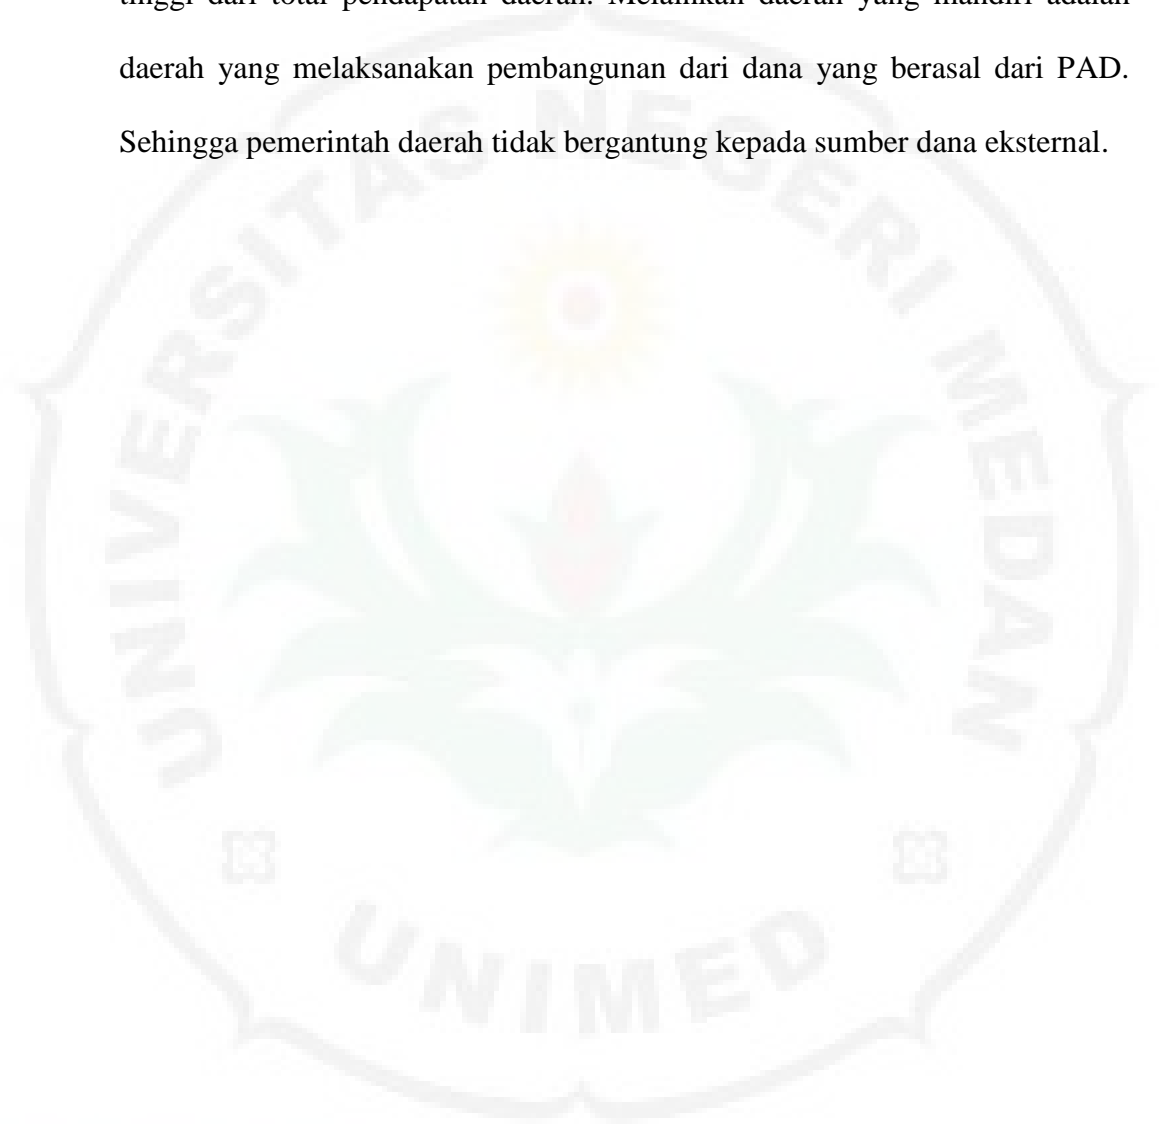 tinggi dari total pendapatan daerah. Melainkan daerah yang mandiri adalah
daerah yang melaksanakan pembangunan dari dana yang berasal dari PAD.
Sehingga pemerintah daerah tidak bergantung kepada sumber dana eksternal.
UNIVERSITAS NEGERI MEDAN
UNIMED